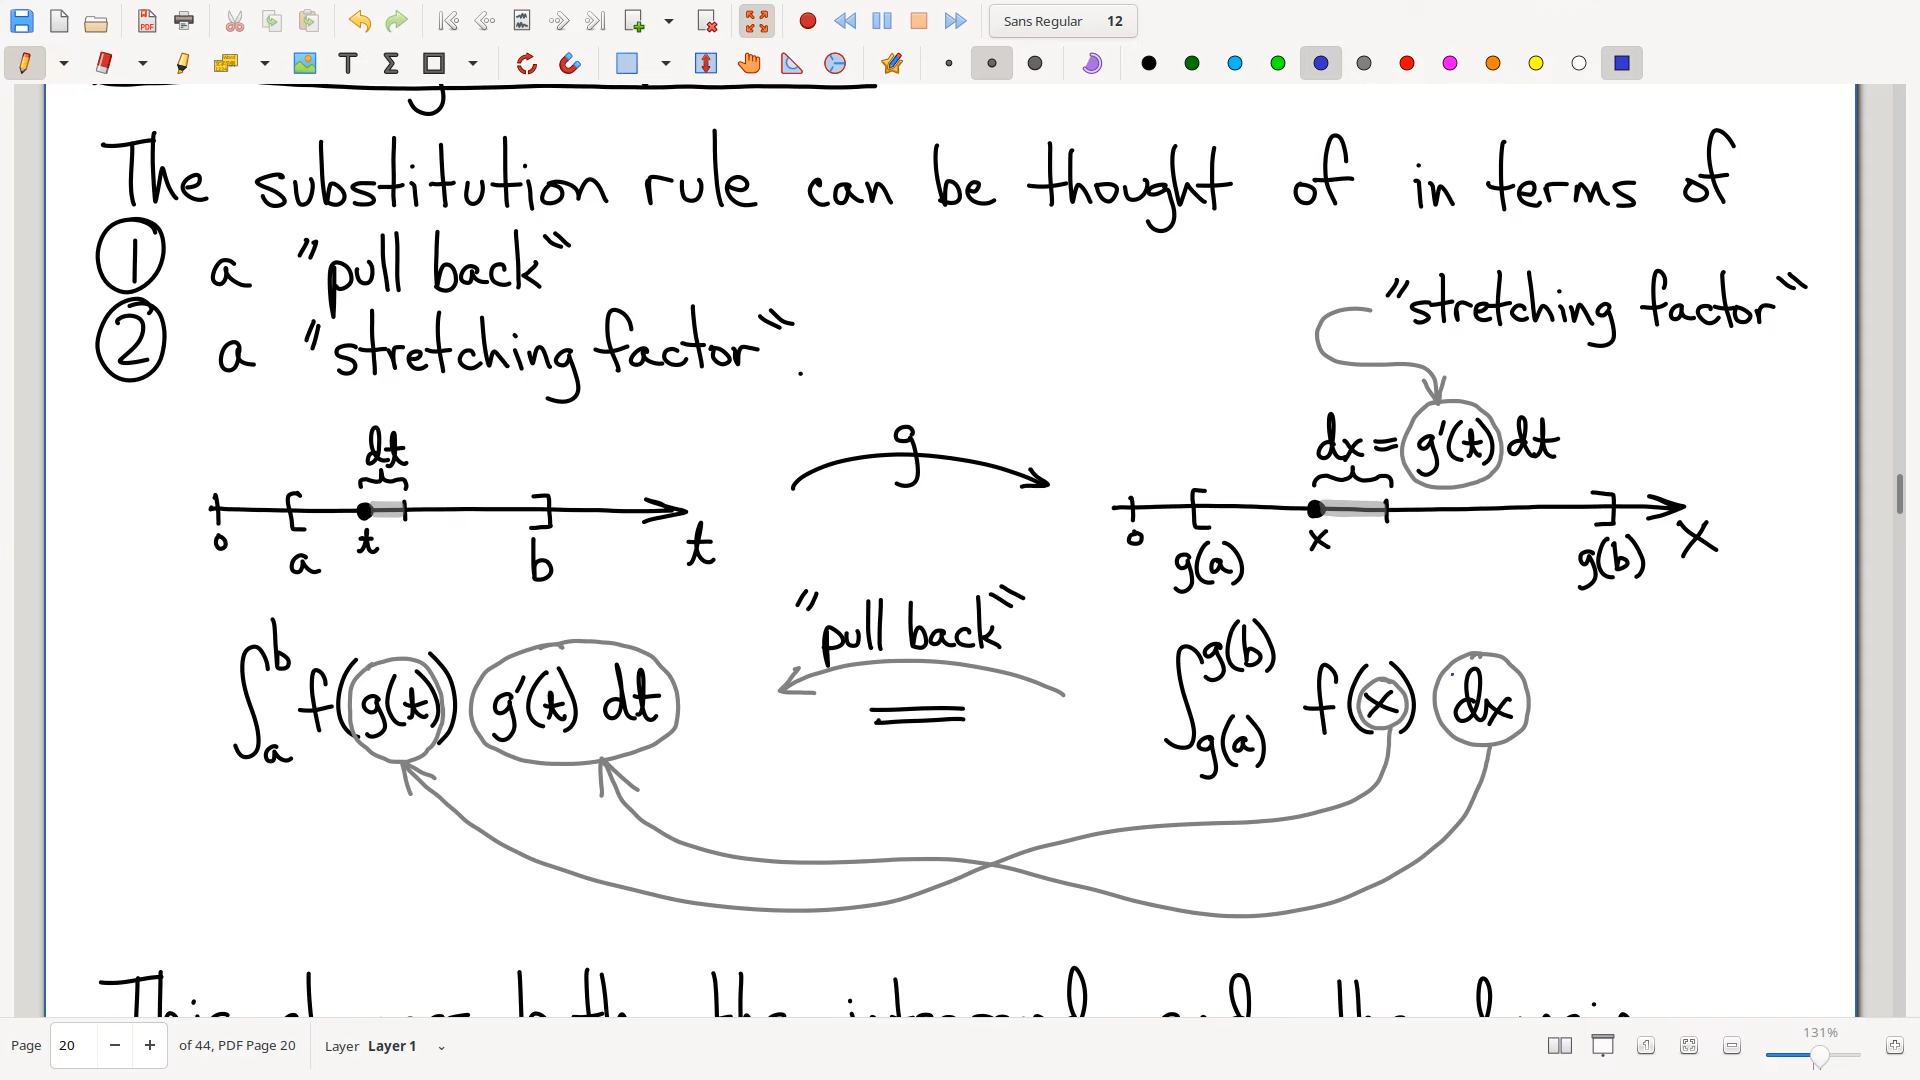 Sans Regular 12
The substitution rule can be thought of in terms of
① a "pull back"
② a "stretching factor".
"stretching factor"
dt
g
dx = g'(t) dt
0 a t b t
0 g(a) x g(b) x
"pull back"
∫_a^b f(g(t)) g'(t) dt = ∫_{g(a)}^{g(b)} f(x) dx
Page 20 of 44, PDF Page 20 Layer Layer 1 131%